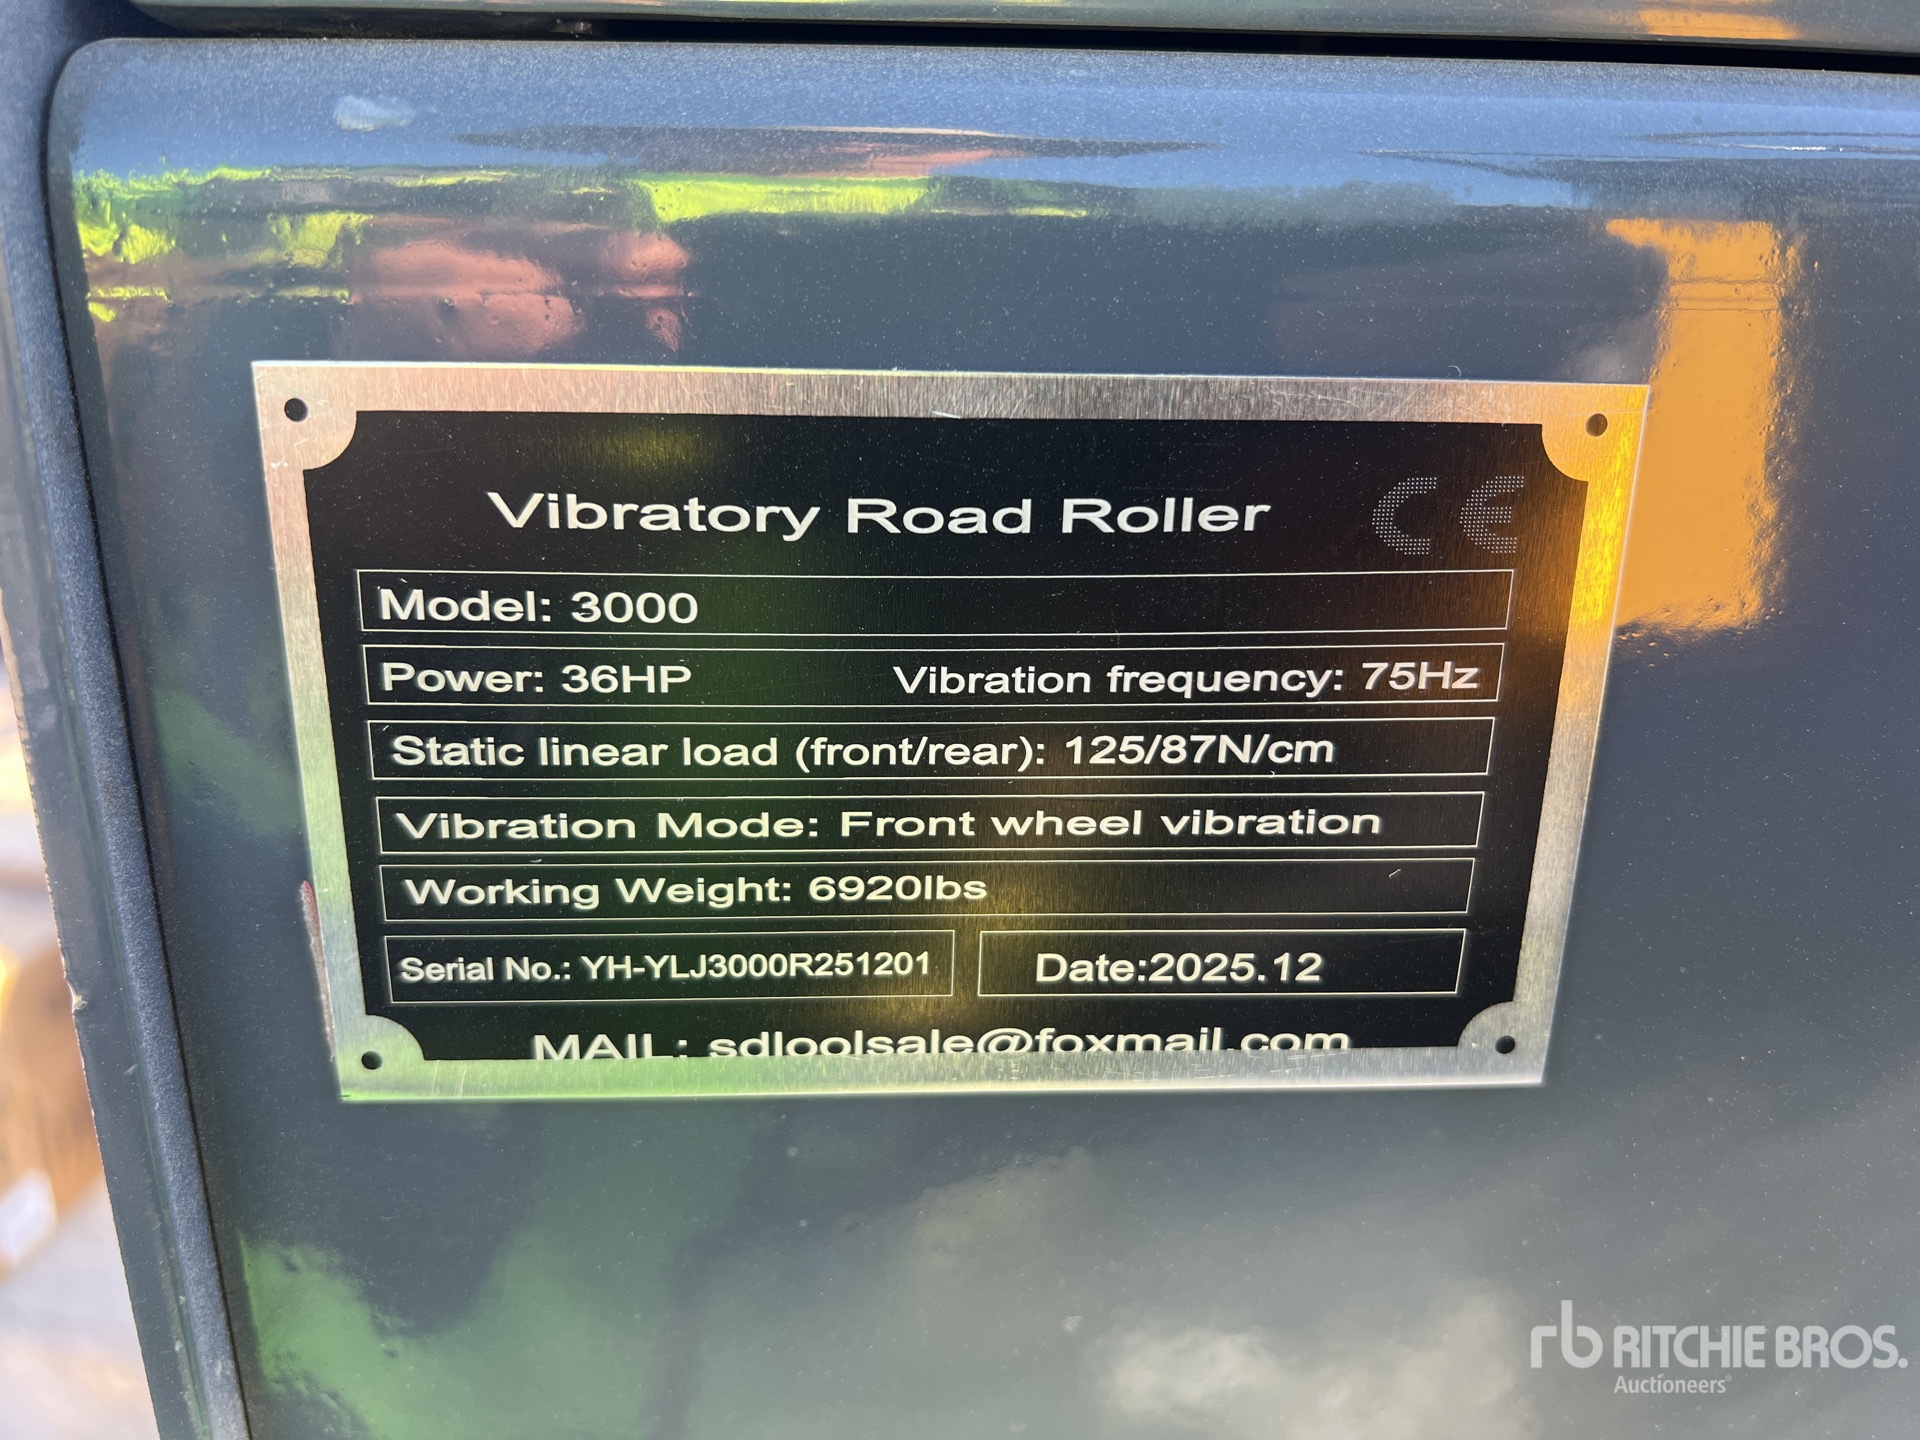 Vibratory Road Roller CE
Model: 3000
Power: 36HP Vibration frequency: 75Hz
Static linear load (front/rear): 125/87N/cm
Vibration Mode: Front wheel vibration
Working Weight: 6920lbs
Serial No.: YH-YLJ3000R251201 Date:2025.12
MAIL: sdloolsale@foxmail.com
rb RITCHIE BROS.
Auctioneers